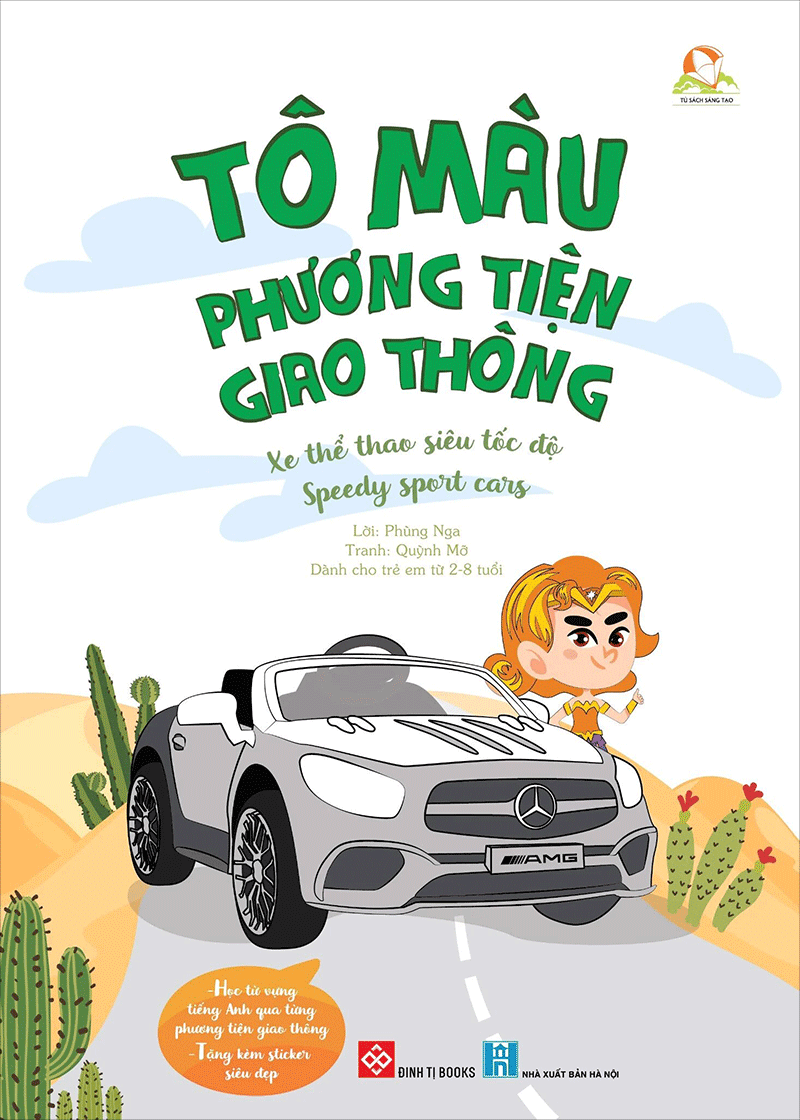 TỦ SÁCH SÁNG TẠO
TÔ MÀU
PHƯƠNG TIỆN
GIAO THÔNG
Xe thể thao siêu tốc độ
Speedy sport cars
Lời: Phùng Nga
Tranh: Quỳnh Mỡ
Dành cho trẻ em từ 2-8 tuổi
AMG
-Học từ vựng
tiếng Anh qua từng
phương tiện giao thông
-Tặng kèm sticker
siêu đẹp
ĐINH TỊ BOOKS
NHÀ XUẤT BẢN HÀ NỘI